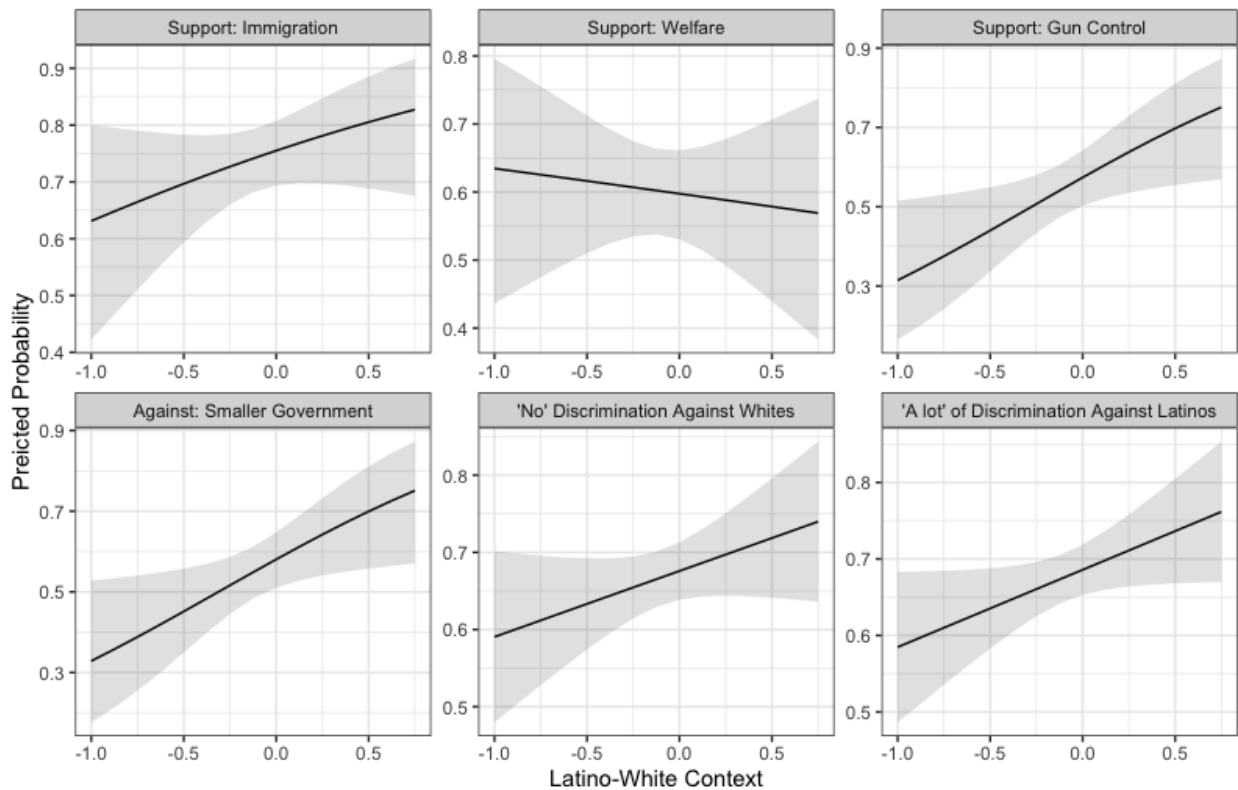 Support: Immigration
Support: Welfare
Support: Gun Control
0.9
0.8
0.7
0.6
0.5
0.4
0.8
0.7
0.6
0.5
0.4
0.9
0.7
0.5
0.3
-1.0 -0.5 0.0 0.5
-1.0 -0.5 0.0 0.5
-1.0 -0.5 0.0 0.5
Preicted Probability
Against: Smaller Government
'No' Discrimination Against Whites
'A lot' of Discrimination Against Latinos
0.9
0.7
0.5
0.3
0.8
0.7
0.6
0.5
0.8
0.7
0.6
0.5
-1.0 -0.5 0.0 0.5
-1.0 -0.5 0.0 0.5
-1.0 -0.5 0.0 0.5
Latino-White Context